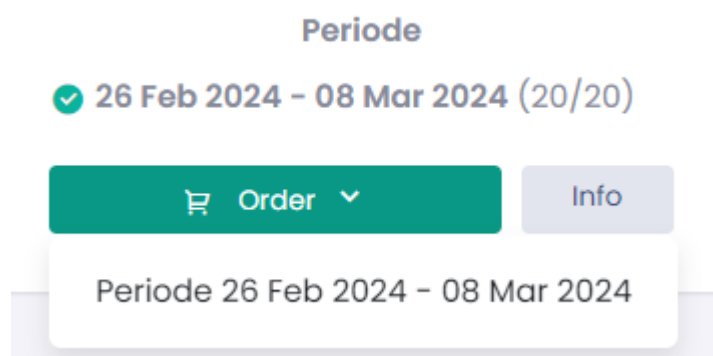 Periode
26 Feb 2024 - 08 Mar 2024 (20/20)
Order
Info
Periode 26 Feb 2024 - 08 Mar 2024